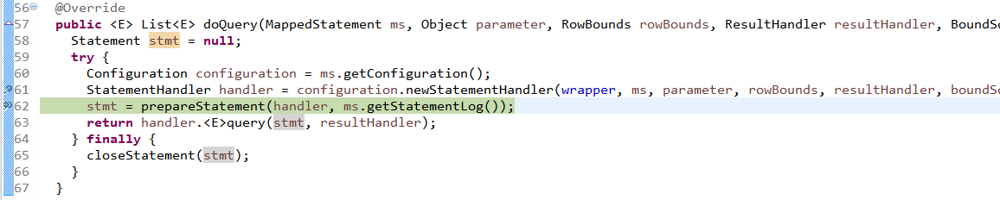 56 @Override
57 public <E> List<E> doQuery(MappedStatement ms, Object parameter, RowBounds rowBounds, ResultHandler resultHandler, BoundS
58 Statement stmt = null;
59 try {
60 Configuration configuration = ms.getConfiguration();
61 StatementHandler handler = configuration.newStatementHandler(wrapper, ms, parameter, rowBounds, resultHandler, boundS
62 stmt = prepareStatement(handler, ms.getStatementLog());
63 return handler.<E>query(stmt, resultHandler);
64 } finally {
65 closeStatement(stmt);
66 }
67 }